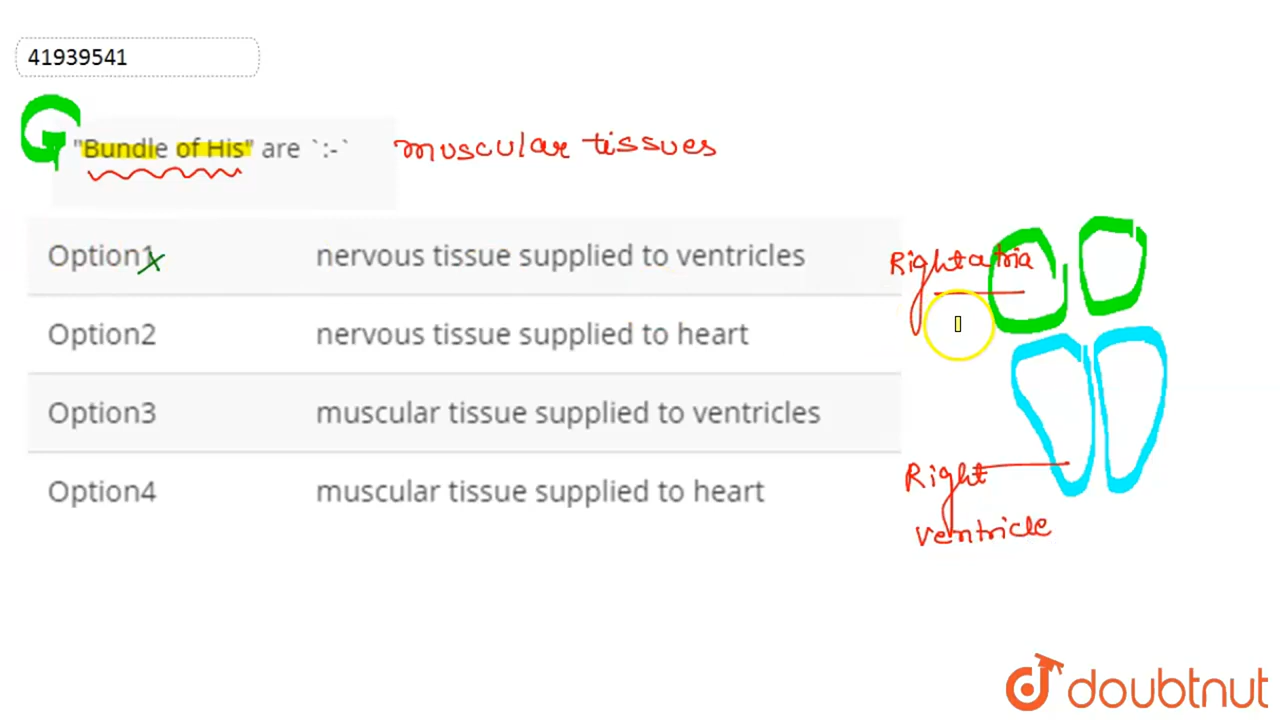 41939541
"Bundle of His" are `:-` muscular tissues
Option1 nervous tissue supplied to ventricles
Right atria
Option2 nervous tissue supplied to heart
Option3 muscular tissue supplied to ventricles
Option4 muscular tissue supplied to heart
Right
ventricle
doubtnut